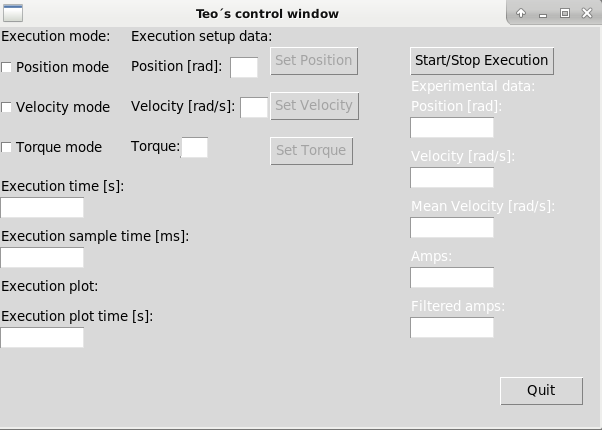 Teo´s control window
Execution mode:
Execution setup data:
Position mode
Position [rad]:
Set Position
Start/Stop Execution
Experimental data:
Position [rad]:
Velocity mode
Velocity [rad/s]:
Set Velocity
Torque mode
Torque:
Set Torque
Velocity [rad/s]:
Execution time [s]:
Mean Velocity [rad/s]:
Execution sample time [ms]:
Amps:
Execution plot:
Filtered amps:
Execution plot time [s]:
Quit